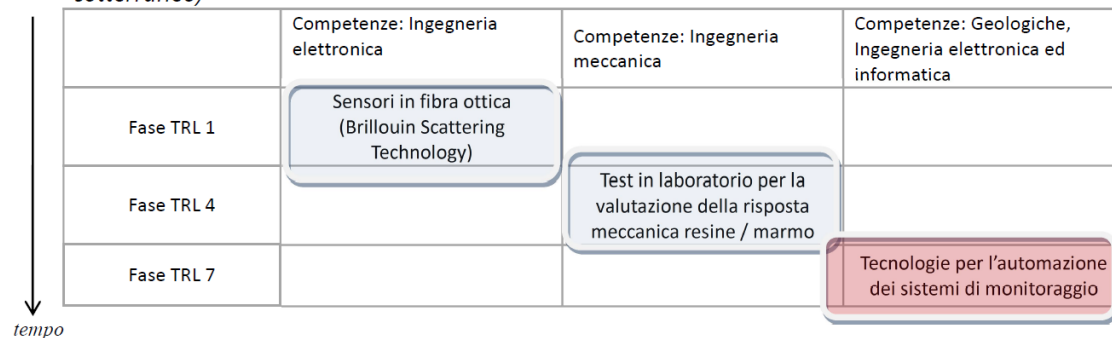 sotterraneo)
Competenze: Ingegneria
elettronica
Competenze: Ingegneria
meccanica
Competenze: Geologiche,
Ingegneria elettronica ed
informatica
Fase TRL 1
Sensori in fibra ottica
(Brillouin Scattering
Technology)
Fase TRL 4
Test in laboratorio per la
valutazione della risposta
meccanica resine / marmo
Fase TRL 7
Tecnologie per l’automazione
dei sistemi di monitoraggio
tempo